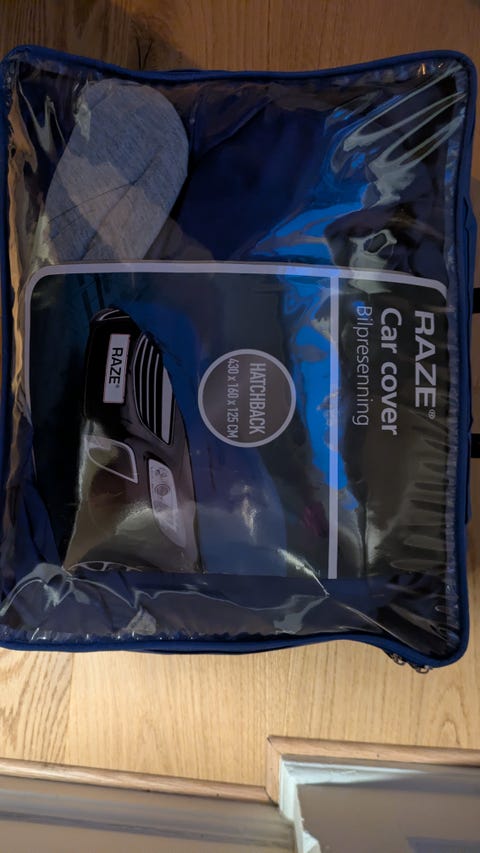 RAZE®
Car cover
Bilpresenning
HATCHBACK
430 x 160 x 125 CM
RAZE®